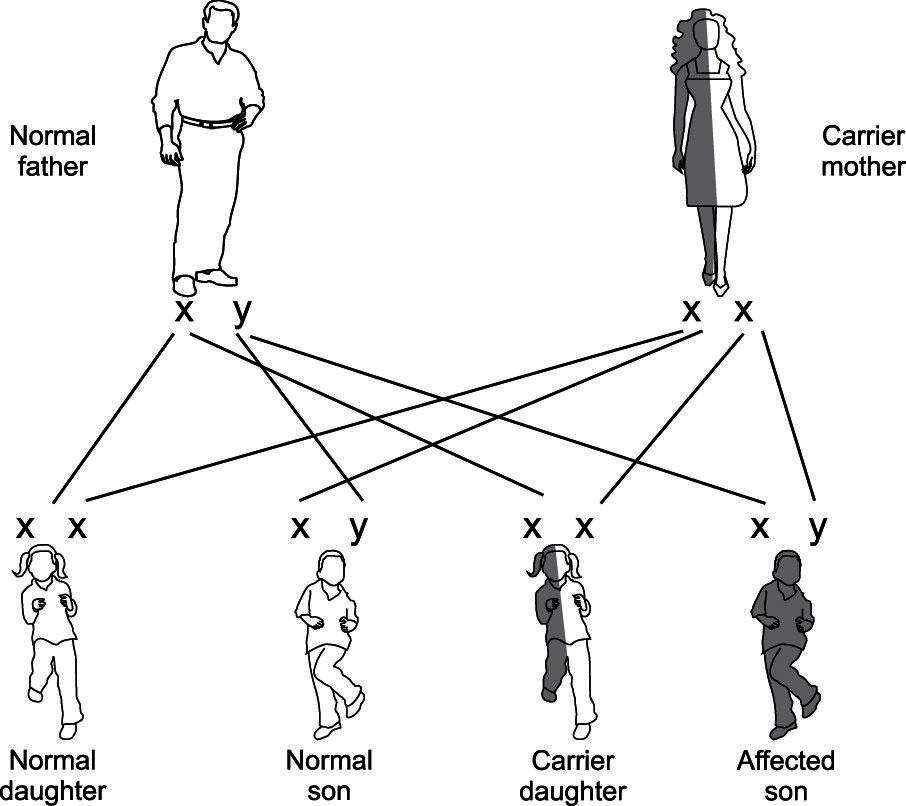 Normal
father
Carrier
mother
x y
x x
x x
x y
x x
x y
Normal
daughter
Normal
son
Carrier
daughter
Affected
son